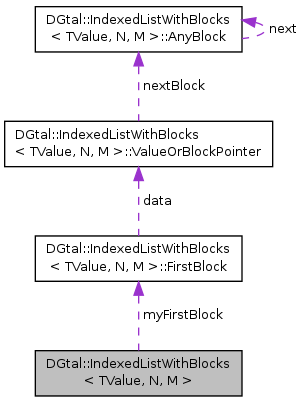 DGtal::IndexedListWithBlocks
< TValue, N, M >::AnyBlock
next
nextBlock
DGtal::IndexedListWithBlocks
< TValue, N, M >::ValueOrBlockPointer
data
DGtal::IndexedListWithBlocks
< TValue, N, M >::FirstBlock
myFirstBlock
DGtal::IndexedListWithBlocks
< TValue, N, M >